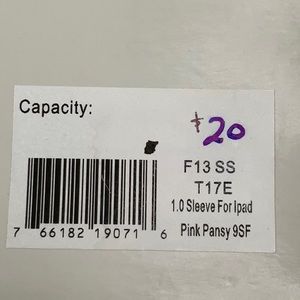 Capacity:
$20
F13 SS
T17E
1.0 Sleeve For Ipad
Pink Pansy 9SF
7 66182 19071 6